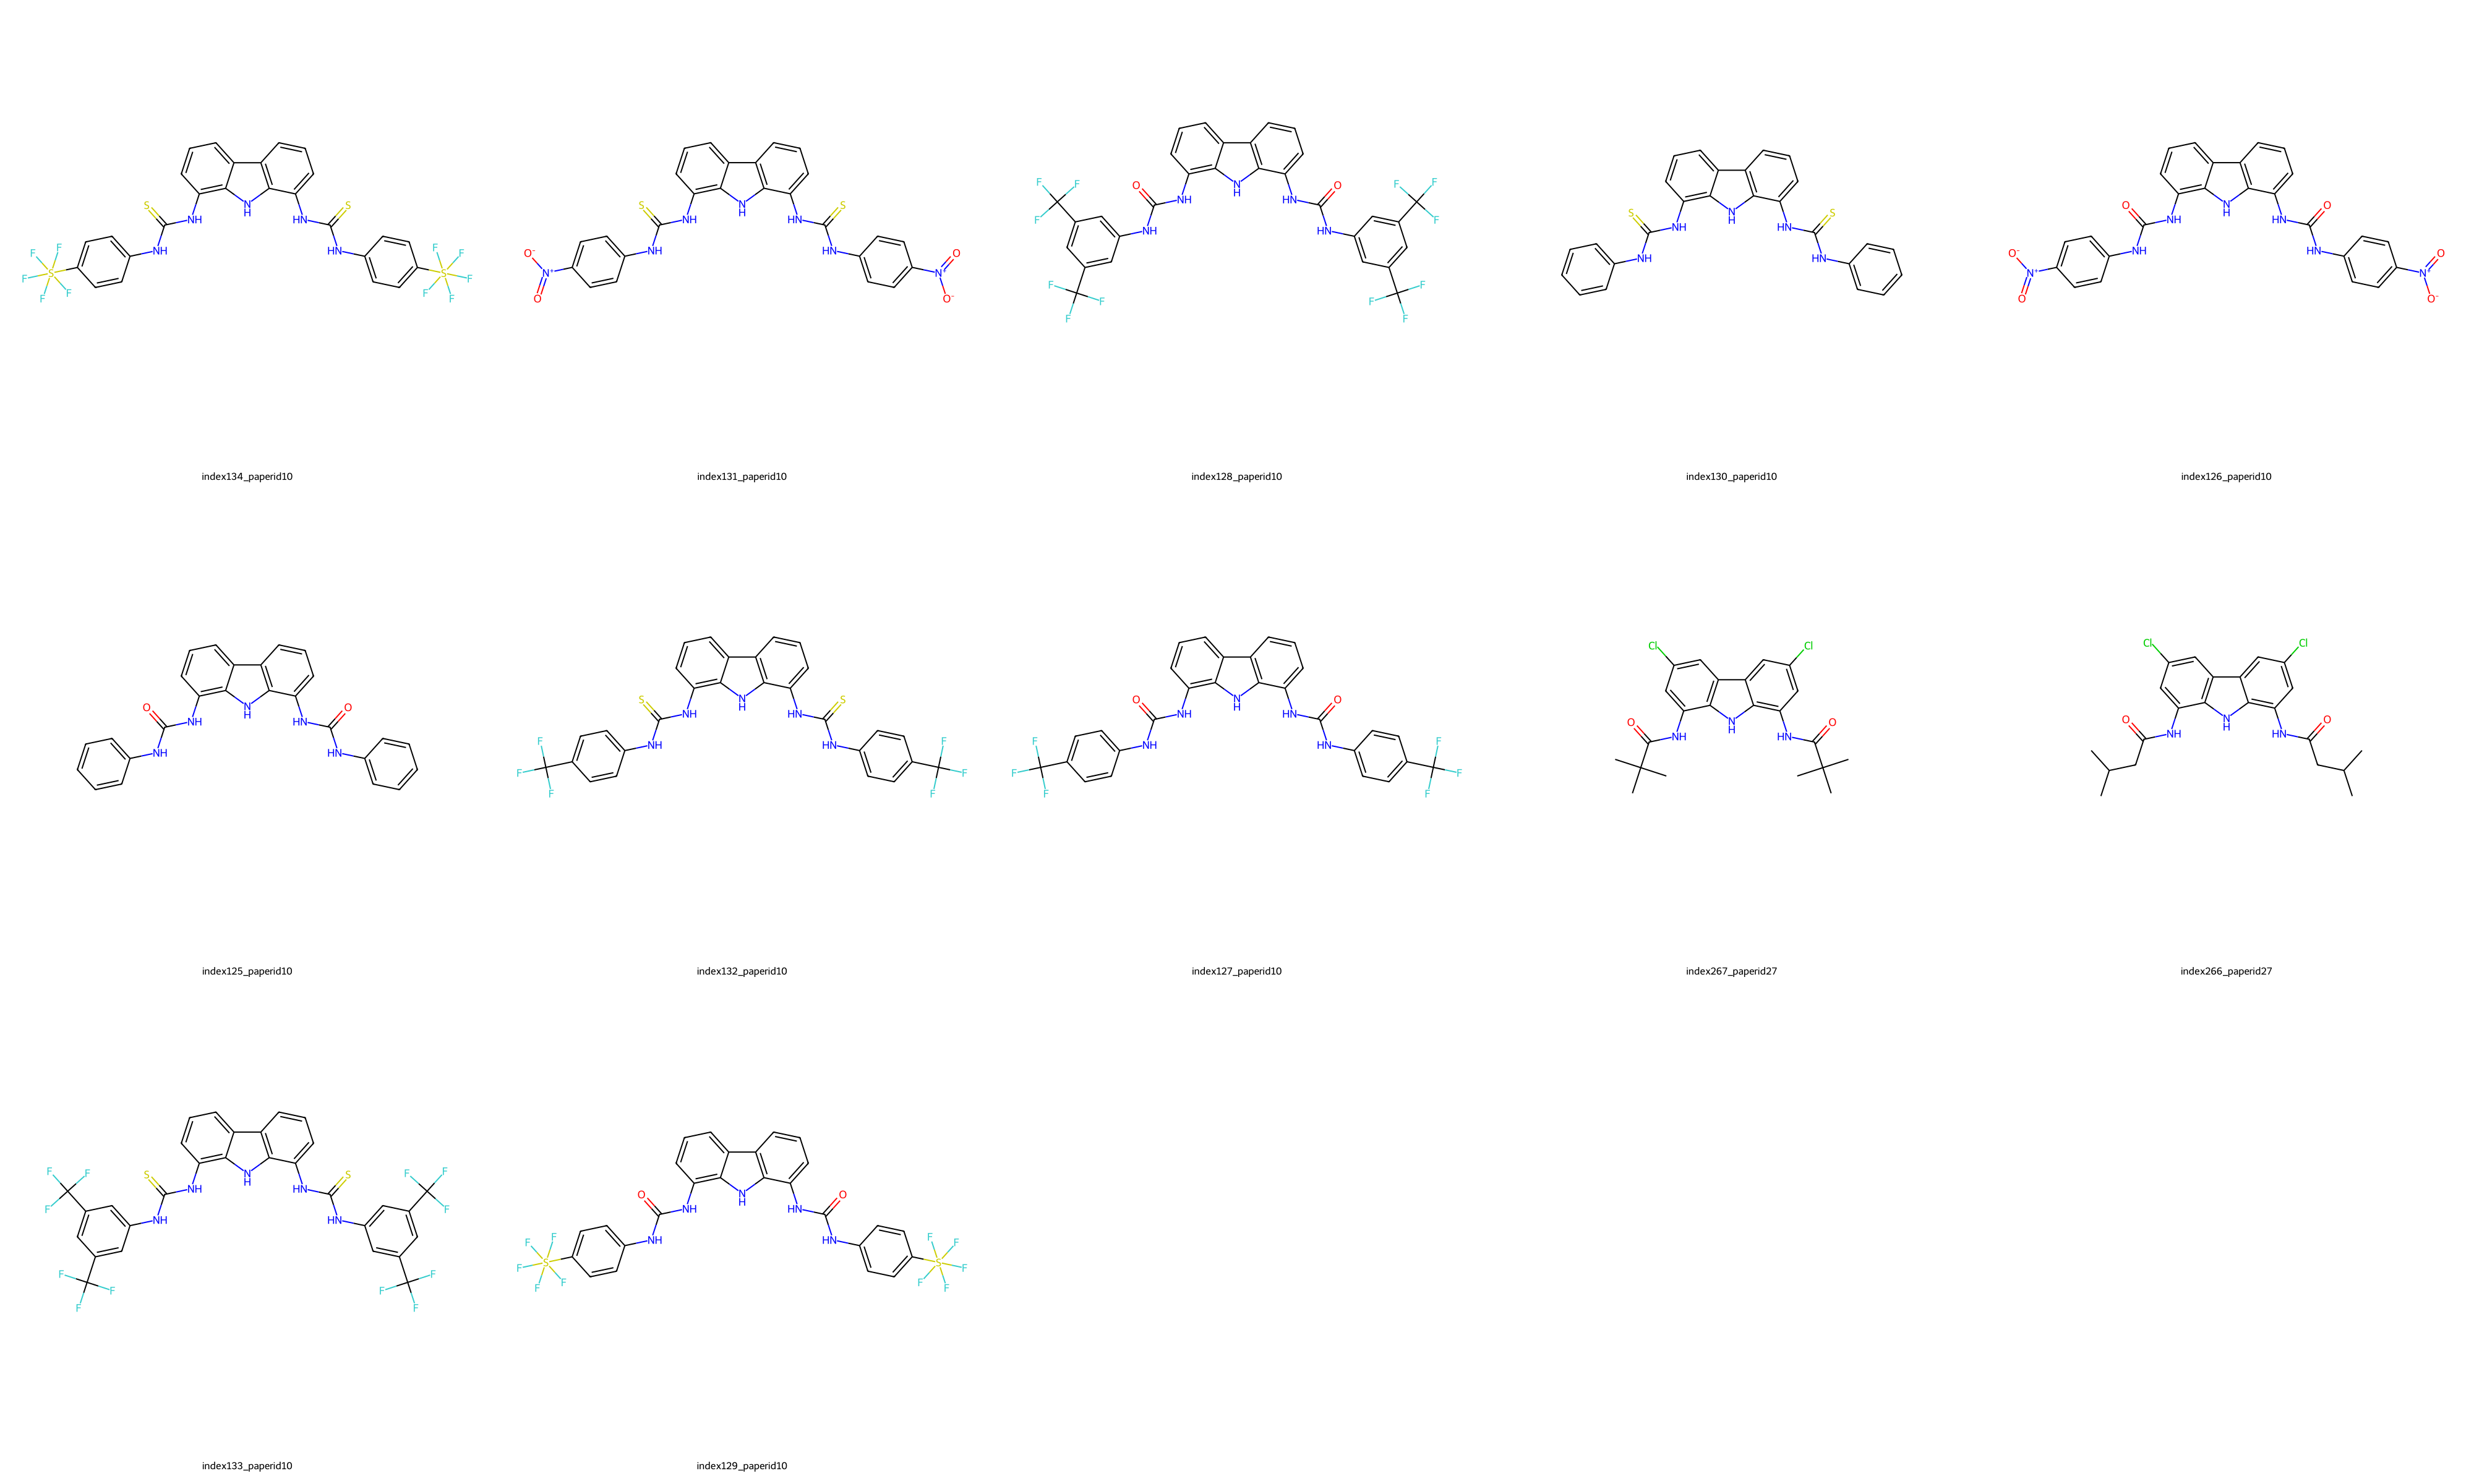 index134_paperid10
index131_paperid10
index128_paperid10
index130_paperid10
index126_paperid10
index125_paperid10
index132_paperid10
index127_paperid10
index267_paperid27
index266_paperid27
index133_paperid10
index129_paperid10